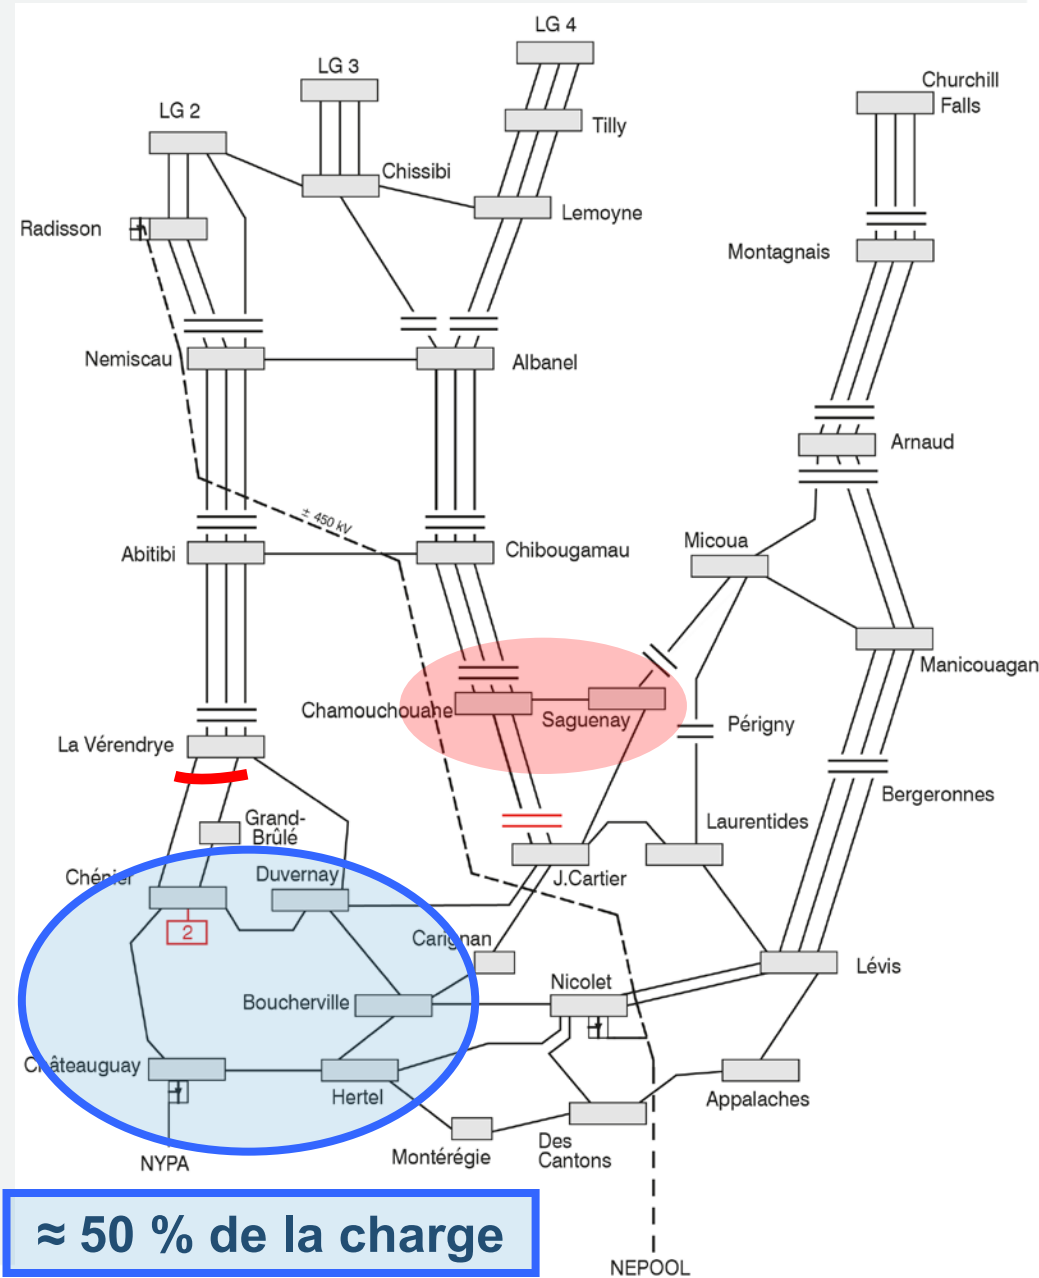 LG 4
LG 3
Churchill
Falls
LG 2
Tilly
Chissibi
Lemoyne
Radisson
Montagnais
Nemiscau
Albanel
Arnaud
± 450 kV
Abitibi
Chibougamau
Micoua
Manicouagan
Chamouchouane
Saguenay
Périgny
La Vérendrye
Bergeronnes
Grand-
Brûlé
Laurentides
Chénier
Duvernay
J.Cartier
2
Carignan
Lévis
Nicolet
Boucherville
Châteauguay
Hertel
Appalaches
Montérégie
Des
Cantons
NYPA
≈ 50 % de la charge
NEPOOL